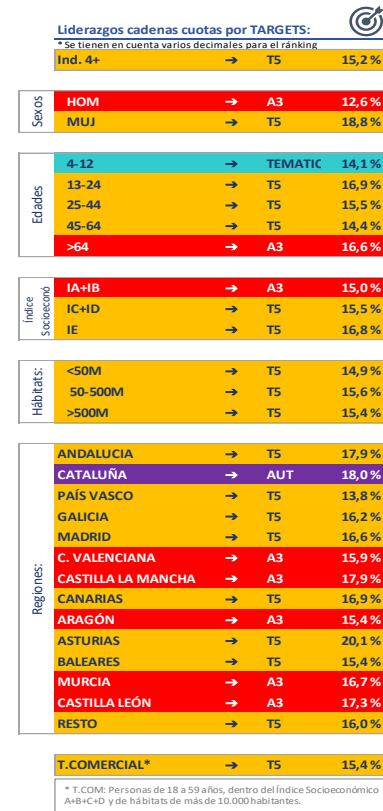 Liderazgos cadenas cuotas por TARGETS:
* Se tienen en cuenta varios decimales para el ránking
Ind. 4+ ➔ T5 15,2%
Sexos
HOM ➔ A3 12,6%
MUJ ➔ T5 18,8%
Edades
4-12 ➔ TEMATIC 14,1%
13-24 ➔ T5 16,9%
25-44 ➔ T5 15,5%
45-64 ➔ T5 14,4%
>64 ➔ A3 16,6%
Índice
Socioeconó
IA+IB ➔ A3 15,0%
IC+ID ➔ T5 15,5%
IE ➔ T5 16,8%
Hábitats:
<50M ➔ T5 14,9%
50-500M ➔ T5 15,6%
>500M ➔ T5 15,4%
Regiones:
ANDALUCIA ➔ T5 17,9%
CATALUÑA ➔ AUT 18,0%
PAÍS VASCO ➔ T5 13,8%
GALICIA ➔ T5 16,2%
MADRID ➔ T5 16,6%
C. VALENCIANA ➔ A3 15,9%
CASTILLA LA MANCHA ➔ A3 17,9%
CANARIAS ➔ T5 16,9%
ARAGÓN ➔ A3 15,4%
ASTURIAS ➔ T5 20,1%
BALEARES ➔ T5 15,4%
MURCIA ➔ A3 16,7%
CASTILLA LEÓN ➔ A3 17,3%
RESTO ➔ T5 16,0%
T.COMERCIAL* ➔ T5 15,4%
* T.COM: Personas de 18 a 59 años, dentro del Índice Socioeconómico
A+B+C+D y de hábitats de más de 10.000 habitantes.